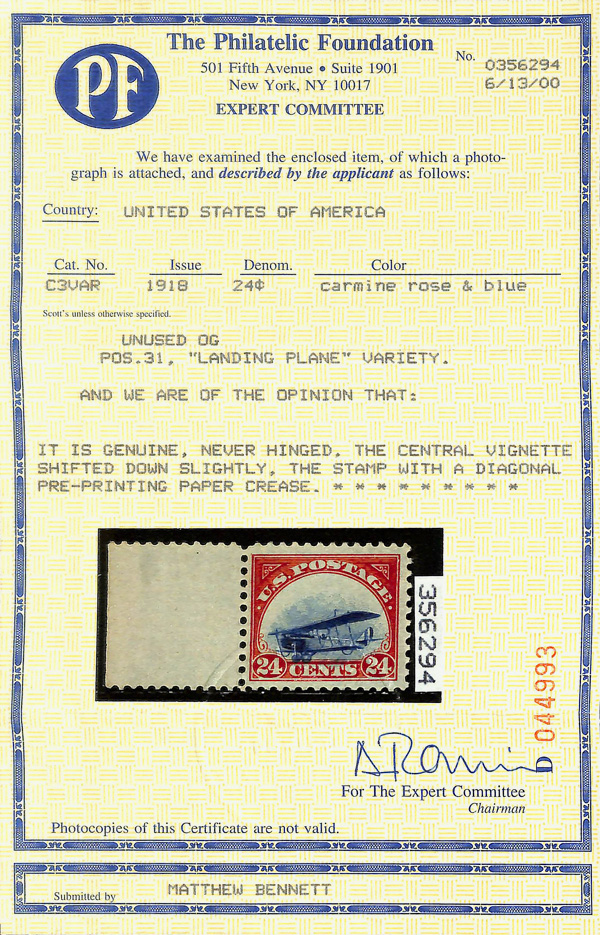 PF
The Philatelic Foundation
501 Fifth Avenue • Suite 1901
New York, NY 10017
EXPERT COMMITTEE
No. 0356294
6/13/00
We have examined the enclosed item, of which a photo-
graph is attached, and described by the applicant as follows:
Country: UNITED STATES OF AMERICA
Cat. No. Issue Denom. Color
C3VAR 1918 24¢ carmine rose & blue
Scott's unless otherwise specified.
UNUSED OG
POS.31, "LANDING PLANE" VARIETY.
AND WE ARE OF THE OPINION THAT:
IT IS GENUINE, NEVER HINGED, THE CENTRAL VIGNETTE
SHIFTED DOWN SLIGHTLY, THE STAMP WITH A DIAGONAL
PRE-PRINTING PAPER CREASE. * * * * * * * * *
U.S. POSTAGE
24 CENTS 24
356294
D 044993
For The Expert Committee
Chairman
Photocopies of this Certificate are not valid.
Submitted by MATTHEW BENNETT